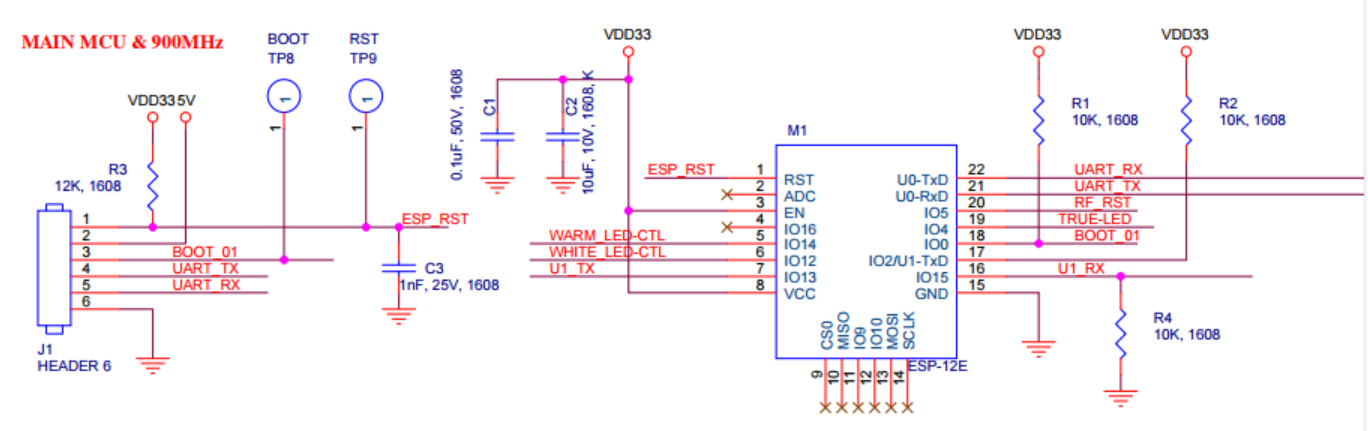 MAIN MCU & 900MHz
BOOT
TP8
RST
TP9
1
1
1
1
VDD33
5V
R3
12K, 1608
1
2
3
4
5
6
ESP_RST
BOOT_01
UART_TX
UART_RX
C3
1nF, 25V, 1608
J1
HEADER 6
VDD33
C1
0.1uF, 50V, 1608
C2
10uF, 10V, 1608, K
M1
ESP_RST
WARM_LED-CTL
WHITE_LED-CTL
U1_TX
1
2
3
4
5
6
7
8
RST
ADC
EN
IO16
IO14
IO12
IO13
VCC
CS0
MISO
IO9
IO10
MOSI
SCLK
9
10
11
12
13
14
ESP-12E
U0-TxD
U0-RxD
IO5
IO4
IO0
IO2/U1-TxD
IO15
GND
22
21
20
19
18
17
16
15
UART_RX
UART_TX
RF_RST
TRUE-LED
BOOT_01
U1_RX
VDD33
R1
10K, 1608
VDD33
R2
10K, 1608
R4
10K, 1608